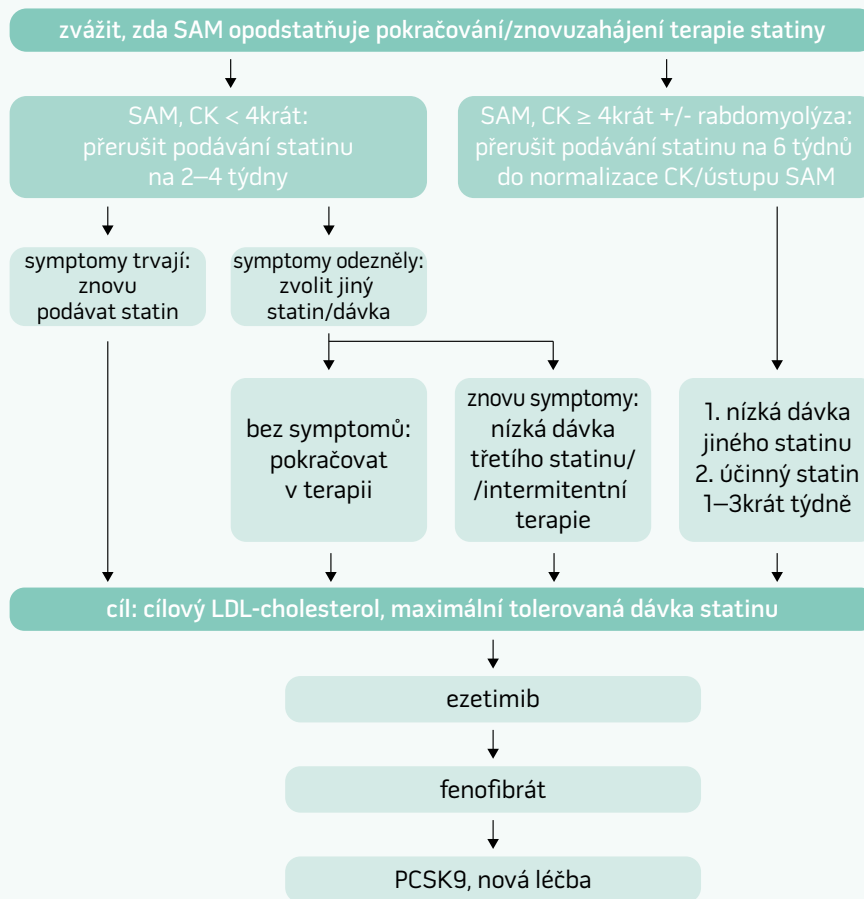 zvážit, zda SAM opodstatňuje pokračování/znovuzahájení terapie statiny
SAM, CK < 4krát:
přerušit podávání statinu
na 2–4 týdny
SAM, CK ≥ 4krát +/- rabdomyolýza:
přerušit podávání statinu na 6 týdnů
do normalizace CK/ústupu SAM
symptomy trvají:
znovu
podávat statin
symptomy odezněly:
zvolit jiný
statin/dávka
bez symptomů:
pokračovat
v terapii
znovu symptomy:
nízká dávka
třetího statinu/
/intermitentní
terapie
1. nízká dávka
jiného statinu
2. účinný statin
1–3krát týdně
cíl: cílový LDL-cholesterol, maximální tolerovaná dávka statinu
ezetimib
fenofibrát
PCSK9, nová léčba